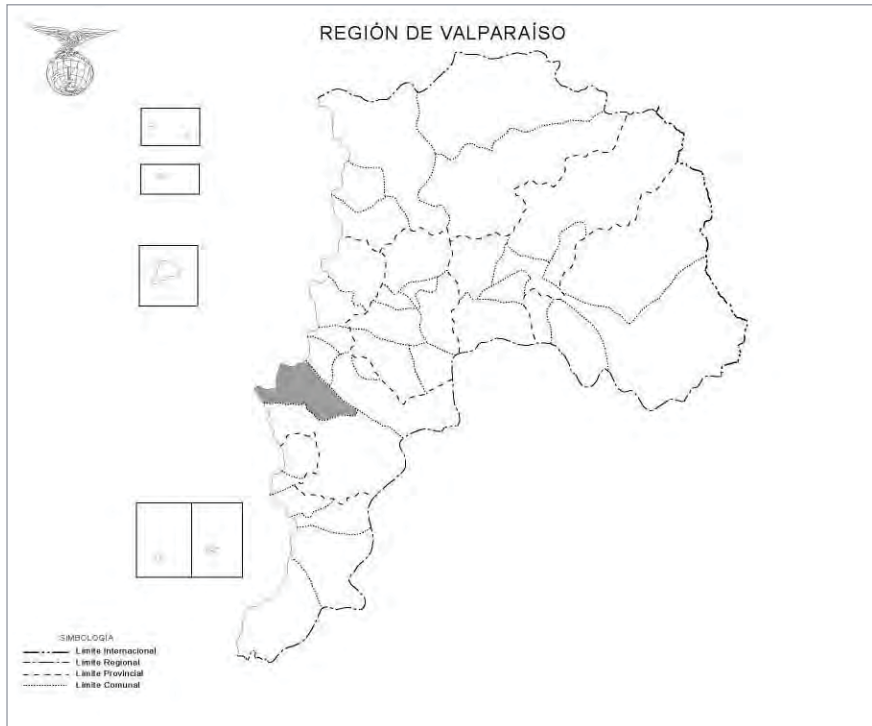 REGIÓN DE VALPARAÍSO
SIMBOLOGÍA
Límite Internacional
Límite Regional
Límite Provincial
Límite Comunal